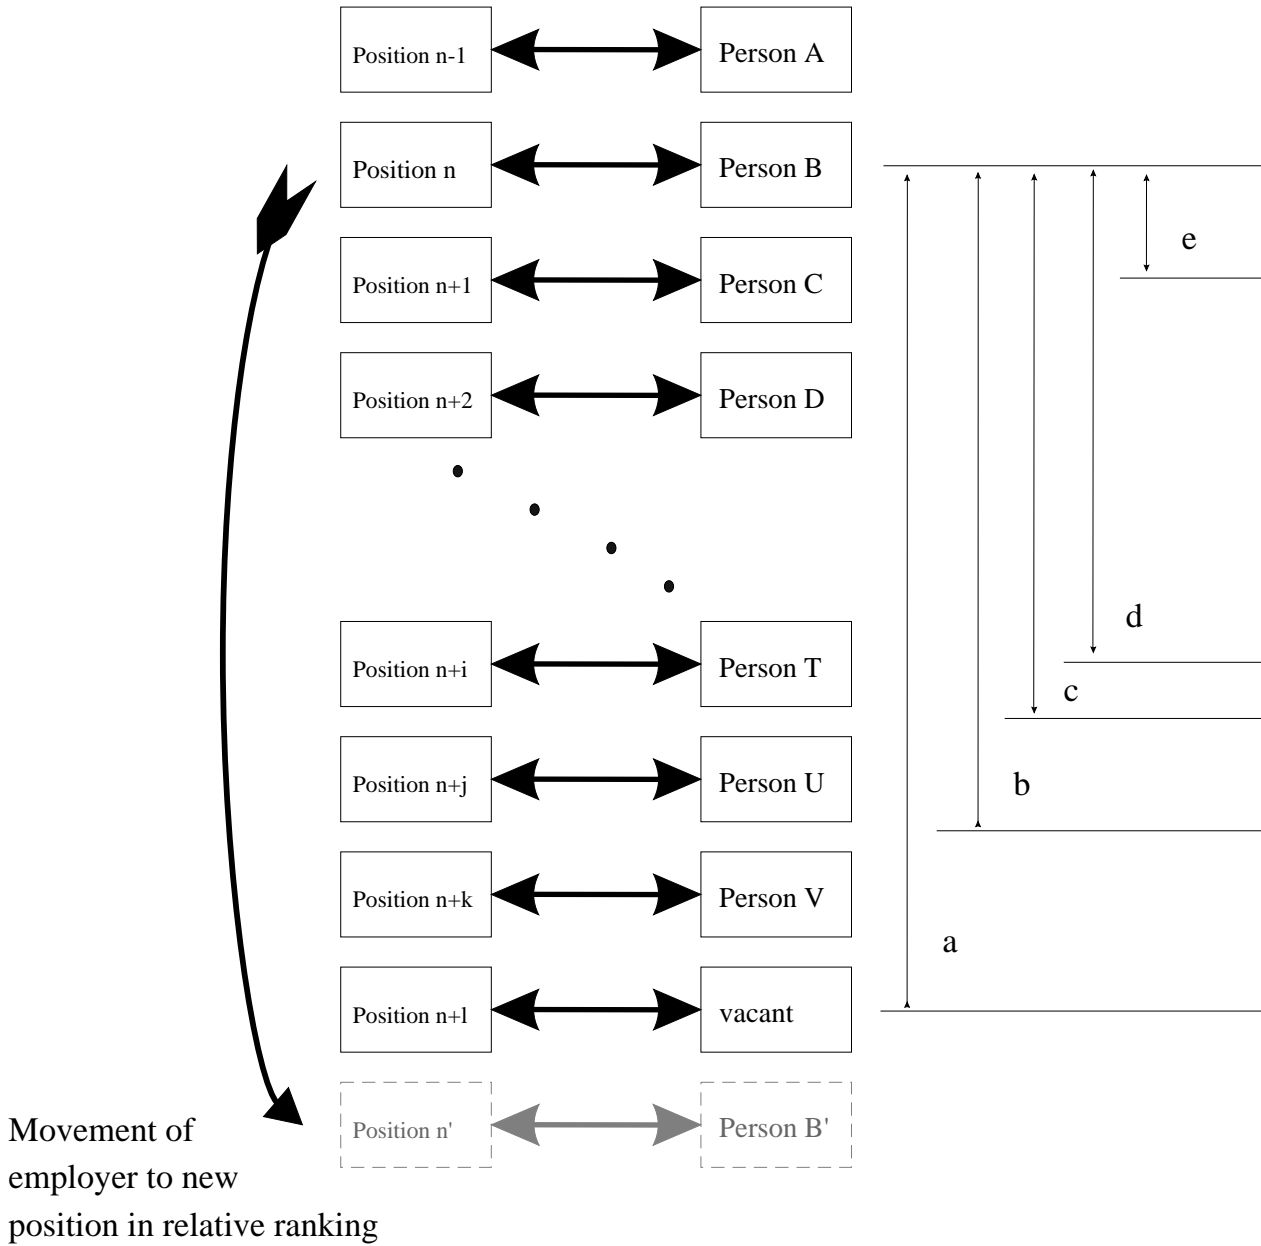 Position n-1
Person A
Position n
Person B
e
Position n+1
Person C
Position n+2
Person D
d
Position n+i
Person T
c
Position n+j
Person U
b
Position n+k
Person V
a
Position n+l
vacant
Position n'
Person B'
Movement of
employer to new
position in relative ranking